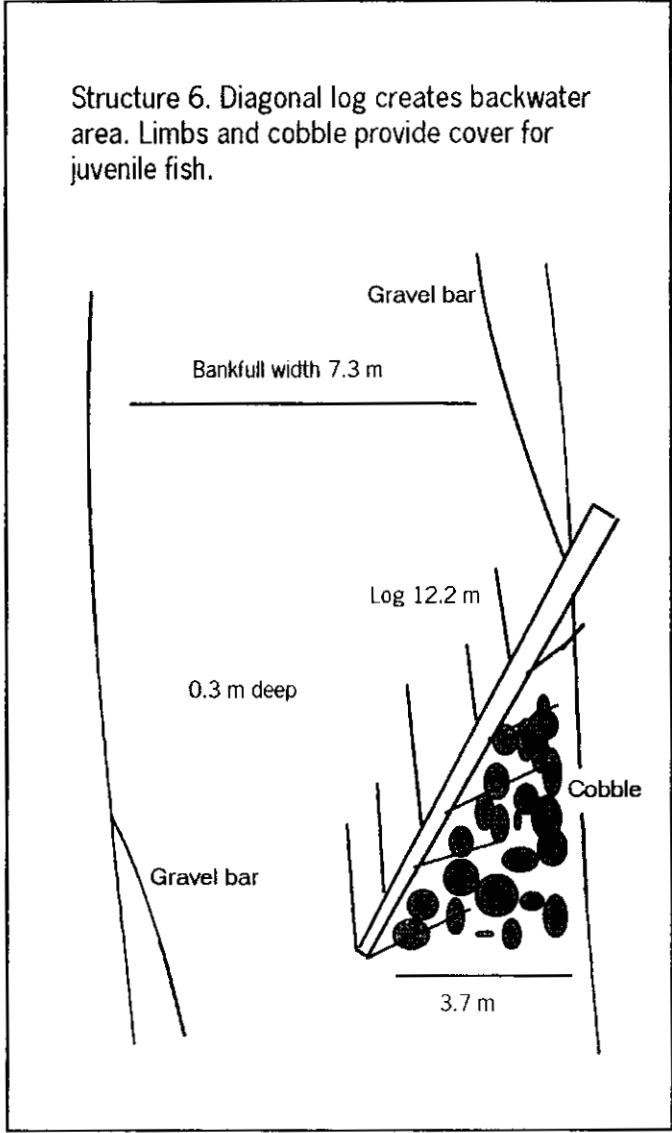 Structure 6. Diagonal log creates backwater
area. Limbs and cobble provide cover for
juvenile fish.
Gravel bar
Bankfull width 7.3 m
Log 12.2 m
0.3 m deep
Cobble
Gravel bar
3.7 m